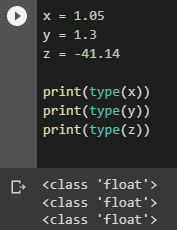 x = 1.05
y = 1.3
z = -41.14
print(type(x))
print(type(y))
print(type(z))
<class 'float'>
<class 'float'>
<class 'float'>